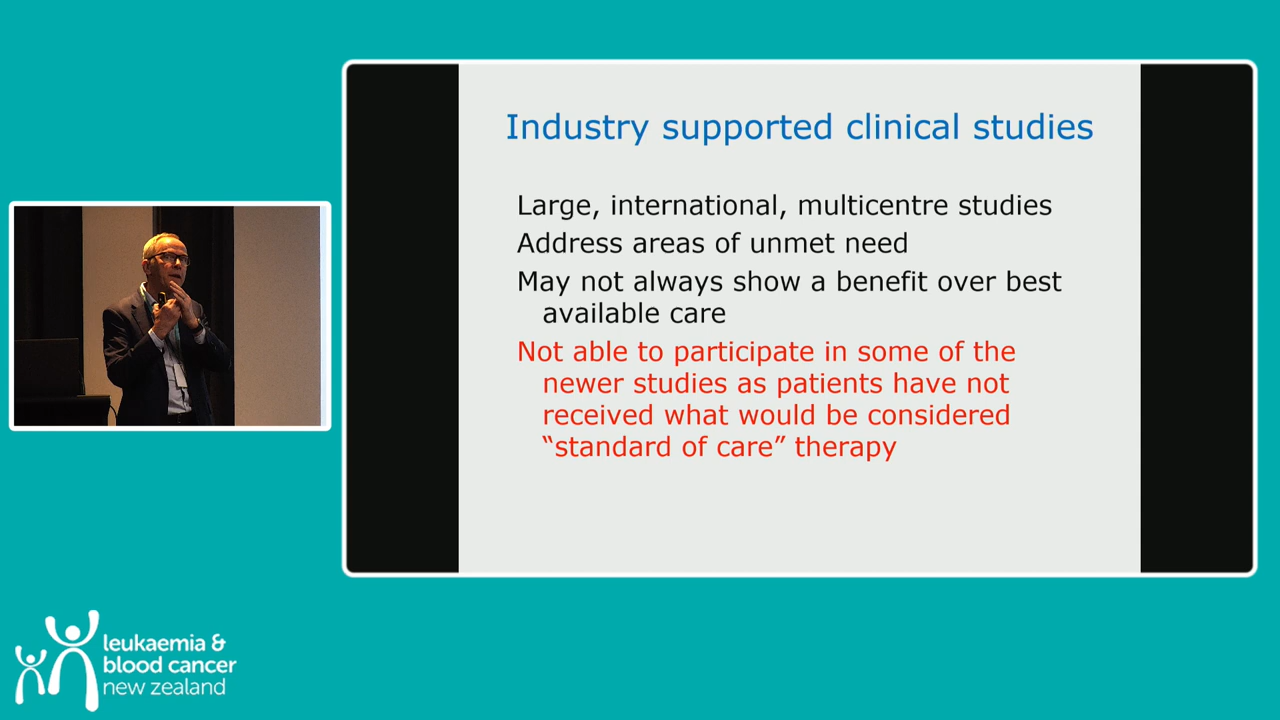 Industry supported clinical studies
Large, international, multicentre studies
Address areas of unmet need
May not always show a benefit over best
available care
Not able to participate in some of the
newer studies as patients have not
received what would be considered
“standard of care” therapy
leukaemia &
blood cancer
new zealand